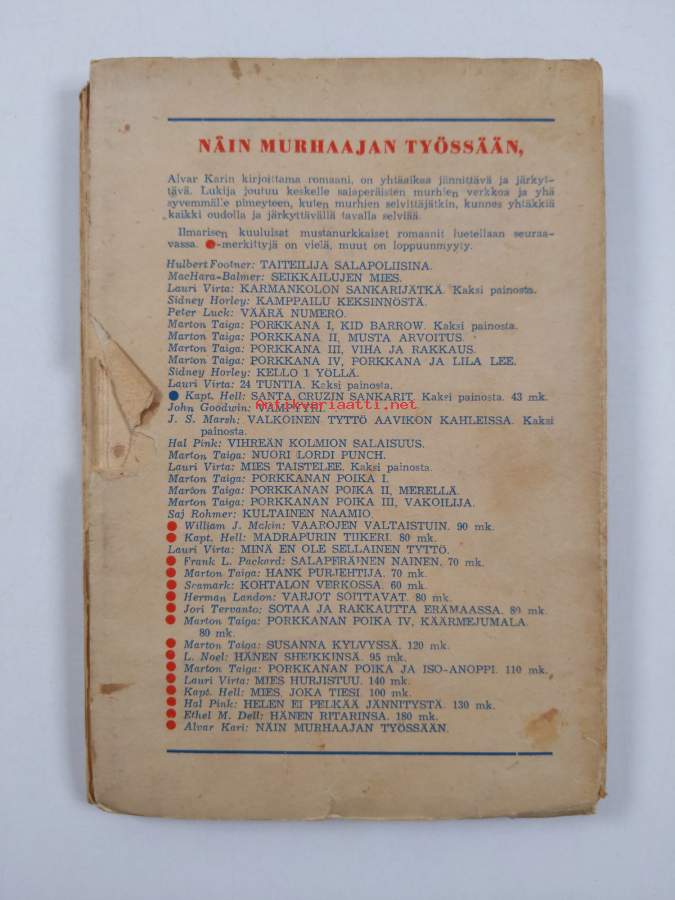 NÄIN MURHAAJAN TYÖSSÄÄN,
Alvar Karin kirjoittama romaani, on yhtäaikaa jännittävä ja järkyt-
tävä. Lukija joutuu keskelle salaperäisten murhien verkkoa ja yhä
syvemmälle pimeyteen, kuten murhien selvittäjätkin, kunnes yhtäkkiä
kaikki oudolla ja järkyttävällä tavalla selviää.
Ilmarisen kuuluisat mustanurkkaiset romaanit luetellaan seuraa-
vassa. ●-merkittyjä on vielä, muut on loppuunmyyty.
Hulbert Footner: TAITEILIJA SALAPOLIISINA.
MacHara-Balmer: SEIKKAILUJEN MIES.
Lauri Virta: KARMANKOLON SANKARIJÄTKÄ. Kaksi painosta.
Sidney Horley: KAMPPAILU KEKSINNÖSTÄ.
Peter Luck: VÄÄRÄ NUMERO.
Marton Taiga: PORKKANA I, KID BARROW. Kaksi painosta.
Marton Taiga: PORKKANA II, MUSTA ARVOITUS.
Marton Taiga: PORKKANA III, VIHA JA RAKKAUS.
Marton Taiga: PORKKANA IV, PORKKANA JA LILA LEE.
Sidney Horley: KELLO 1 YÖLLÄ.
Lauri Virta: 24 TUNTIA. Kaksi painosta.
● Kapt. Hell: SANTA CRUZIN SANKARIT. Kaksi painosta. 43 mk.
John Goodwin: VAMPYYRI.
antikvariaatti.net
J. S. Marsh: VALKOINEN TYTTÖ AAVIKON KAHLEISSA. Kaksi
painosta.
Hal Pink: VIHREÄN KOLMION SALAISUUS.
Marton Taiga: NUORI LORDI PUNCH.
Lauri Virta: MIES TAISTELEE. Kaksi painosta.
Marton Taiga: PORKKANAN POIKA I.
Marton Taiga: PORKKANAN POIKA II, MERELLÄ.
Marton Taiga: PORKKANAN POIKA III, VAKOILIJA.
Saj Rohmer: KULTAINEN NAAMIO.
● William J. Makin: VAAROJEN VALTAISTUIN. 90 mk.
● Kapt. Hell: MADRAPURIN TIIKERI. 80 mk.
Lauri Virta: MINÄ EN OLE SELLAINEN TYTTÖ.
● Frank L. Packard: SALAPERÄINEN NAINEN. 70 mk.
● Marton Taiga: HANK PURJEHTIJA. 70 mk.
● Seamark: KOHTALON VERKOSSA. 60 mk.
● Herman Landon: VARJOT SOITTAVAT. 80 mk.
● Jori Tervanto: SOTAA JA RAKKAUTTA ERÄMAASSA. 80 mk.
● Marton Taiga: PORKKANAN POIKA IV, KÄÄRMEJUMALA.
80 mk.
● Marton Taiga: SUSANNA KYLVYSSÄ. 120 mk.
● L. Noel: HÄNEN SHEIKKINSÄ. 95 mk.
● Marton Taiga: PORKKANAN POIKA JA ISO-ANOPPI. 110 mk.
● Lauri Virta: MIES HURJISTUU. 140 mk.
● Kapt. Hell: MIES, JOKA TIESI. 100 mk.
● Hal Pink: HELEN EI PELKÄÄ JÄNNITYSTÄ. 130 mk.
● Ethel M. Dell: HÄNEN RITARINSA. 180 mk.
● Alvar Kari: NÄIN MURHAAJAN TYÖSSÄÄN.